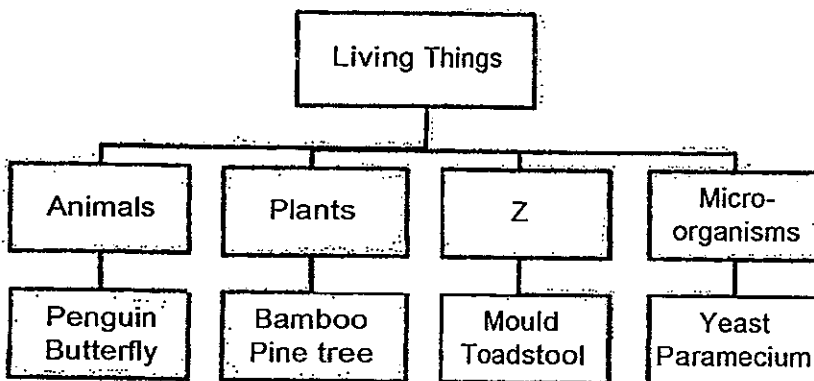 Living Things
Animals
Plants
Z
Micro-
organisms
Penguin
Butterfly
Bamboo
Pine tree
Mould
Toadstool
Yeast
Paramecium